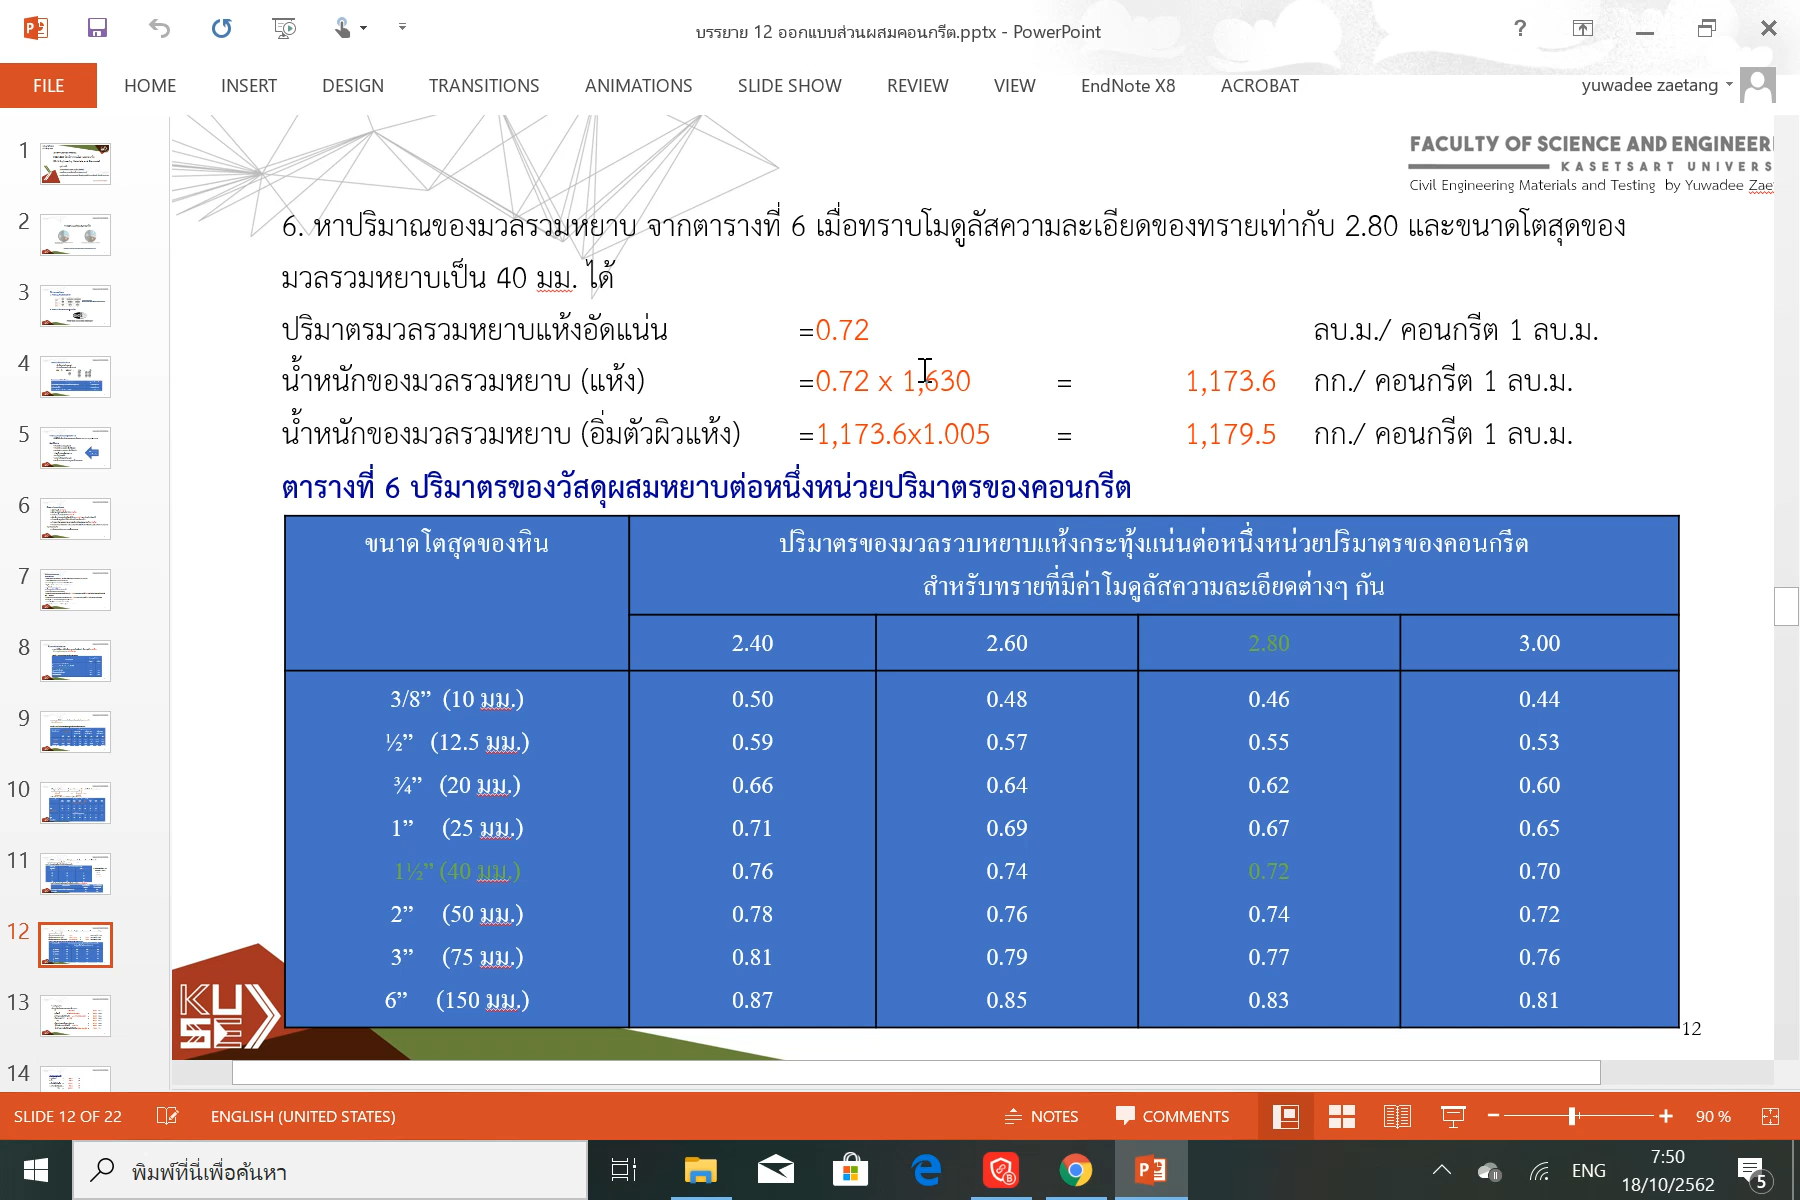 บรรยาย 12 ออกแบบส่วนผสมคอนกรีต.pptx - PowerPoint
FILE HOME INSERT DESIGN TRANSITIONS ANIMATIONS SLIDE SHOW REVIEW VIEW EndNote X8 ACROBAT yuwadee zaetang
FACULTY OF SCIENCE AND ENGINEERI
KASETSART UNIVERS
Civil Engineering Materials and Testing by Yuwadee Zae
6. หาปริมาณของมวลรวมหยาบ จากตารางที่ 6 เมื่อทราบโมดูลัสความละเอียดของทรายเท่ากับ 2.80 และขนาดโตสุดของ
มวลรวมหยาบเป็น 40 มม. ได้
ปริมาตรมวลรวมหยาบแห้งอัดแน่น =0.72 ลบ.ม./ คอนกรีต 1 ลบ.ม.
น้ำหนักของมวลรวมหยาบ (แห้ง) =0.72 x 1,630 = 1,173.6 กก./ คอนกรีต 1 ลบ.ม.
น้ำหนักของมวลรวมหยาบ (อิ่มตัวผิวแห้ง) =1,173.6x1.005 = 1,179.5 กก./ คอนกรีต 1 ลบ.ม.
ตารางที่ 6 ปริมาตรของวัสดุผสมหยาบต่อหนึ่งหน่วยปริมาตรของคอนกรีต
ขนาดโตสุดของหิน ปริมาตรของมวลรวบหยาบแห้งกระทุ้งแน่นต่อหนึ่งหน่วยปริมาตรของคอนกรีต
สำหรับทรายที่มีค่าโมดูลัสความละเอียดต่างๆ กัน
2.40 2.60 2.80 3.00
3/8” (10 มม.) 0.50 0.48 0.46 0.44
½” (12.5 มม.) 0.59 0.57 0.55 0.53
¾” (20 มม.) 0.66 0.64 0.62 0.60
1” (25 มม.) 0.71 0.69 0.67 0.65
1½” (40 มม.) 0.76 0.74 0.72 0.70
2” (50 มม.) 0.78 0.76 0.74 0.72
3” (75 มม.) 0.81 0.79 0.77 0.76
6” (150 มม.) 0.87 0.85 0.83 0.81
KU
SE
12
1
2
3
4
5
6
7
8
9
10
11
12
13
14
SLIDE 12 OF 22 ENGLISH (UNITED STATES) NOTES COMMENTS 90 %
พิมพ์ที่นี่เพื่อค้นหา ENG 7:50
18/10/2562 5